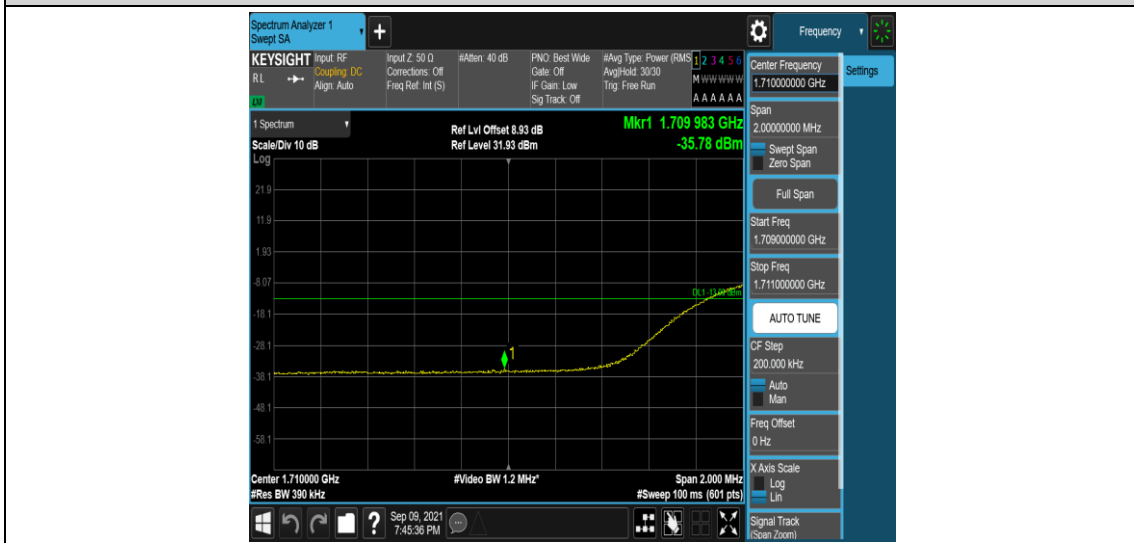 Spectrum Analyzer 1
Swept SA
+
Frequency
KEYSIGHT
RL
LXI
Input: RF
Coupling: DC
Align: Auto
Input Z: 50 Ω
Corrections: Off
Freq Ref: Int (S)
#Atten: 40 dB
PNO: Best Wide
Gate: Off
IF Gain: Low
Sig Track: Off
#Avg Type: Power (RMS
Avg|Hold: 30/30
Trig: Free Run
1 2 3 4 5 6
M W W W W W
A A A A A A
Center Frequency
1.710000000 GHz
Settings
Span
2.00000000 MHz
Swept Span
Zero Span
Full Span
Start Freq
1.709000000 GHz
Stop Freq
1.711000000 GHz
AUTO TUNE
CF Step
200.000 kHz
Auto
Man
Freq Offset
0 Hz
X Axis Scale
Log
Lin
Signal Track
(Span Zoom)
1 Spectrum
Scale/Div 10 dB
Log
Ref Lvl Offset 8.93 dB
Ref Level 31.93 dBm
Mkr1 1.709 983 GHz
-35.78 dBm
21.9
11.9
1.93
-8.07
DL1 -13.00 dBm
-18.1
-28.1
1
-38.1
-48.1
-58.1
Center 1.710000 GHz
#Res BW 390 kHz
#Video BW 1.2 MHz*
Span 2.000 MHz
#Sweep 100 ms (601 pts)
?
Sep 09, 2021
7:45:36 PM